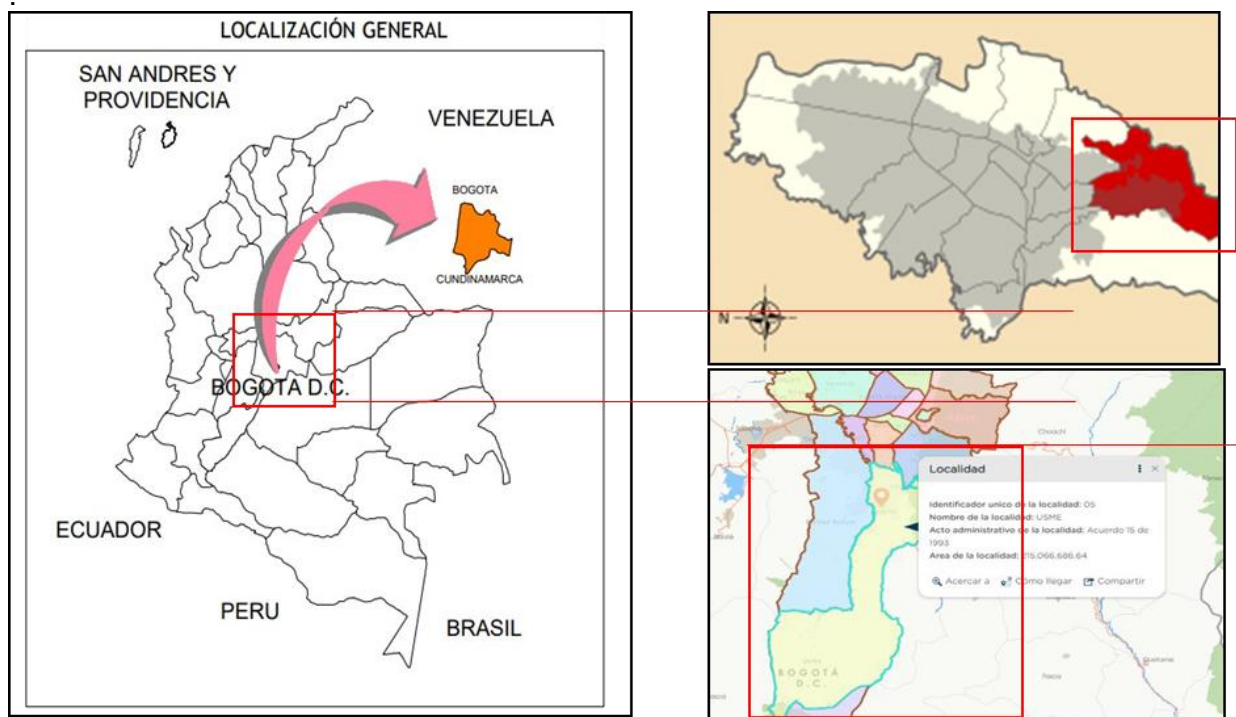 LOCALIZACIÓN GENERAL
SAN ANDRES Y
PROVIDENCIA
VENEZUELA
BOGOTA
CUNDINAMARCA
BOGOTA D.C.
ECUADOR
PERU
BRASIL
N
Localidad
Identificador unico de la localidad: 05
Nombre de la localidad: USME
Acto administrativo de la localidad: Acuerdo 15 de
1993
Area de la localidad: 215.066.686.64
Acercar a
Cómo llegar
Compartir
Choachí
BOGOTÁ
D.C.